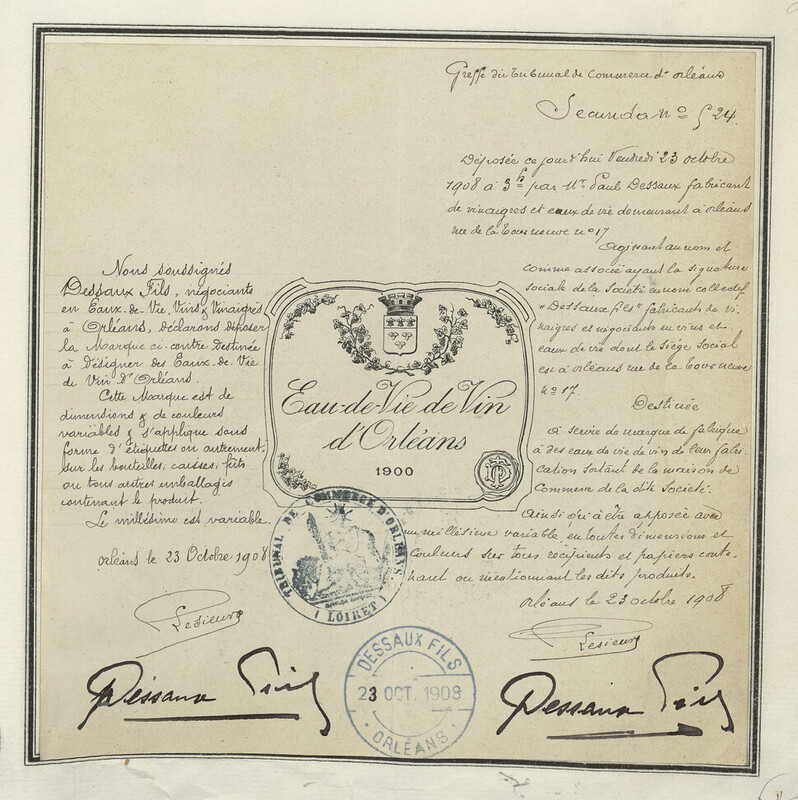 Greffe du Tribunal de Commerce d'Orléans
Secundo No 524.
Déposée ce jourd'hui Vendredi 23 octobre
1908 à 3h par Mr. Paul Dessaux fabricant
de vinaigres et eaux de vie demeurant à orléans
rue de la Tour neuve no 17
Agissant au nom et
comme associé ayant la signature
sociale de la Société en nom collectif
"Dessaux fils" fabricants de vi-
naigres et négociants en vins et
eaux de vie dont le Siège Social
est à orléans rue de la Tour neuve
no 17.
Destinée
à servir de marque de fabrique
à des eaux de vie de vin de leur fabri-
cation sortant de la maison de
Commerce de la dite Société.
Ainsi qu'à être apposée avec
un millésime variable, en toutes dimensions et
Couleurs sur tous récipients et papiers conte-
nant ou mentionnant les dits produits.
Orléans le 23 octobre 1908
Lesieure
Dessaux Fils
Nous soussignés
Dessaux Fils, négociants
en Eaux-de-Vie, Vins & Vinaigres
à Orléans, déclarons déposer
la Marque ci-contre Destinée
à Désigner des Eaux-de-Vie
de Vin d'Orléans.
Cette Marque est de
dimensions & de couleurs
variables & s'applique sous
forme d'étiquettes ou autrement,
sur les bouteilles, caisses, fûts
ou tous autres emballages
contenant le produit.
Le millésime est variable.
Orléans le 23 Octobre 1908
Lesieure
Dessaux Fils
Eau-de-Vie de Vin
d'Orléans
1900
TRIBUNAL DE COMMERCE D'ORLÉANS.
( LOIRET )
DESSAUX FILS
23 OCT. 1908
ORLÉANS